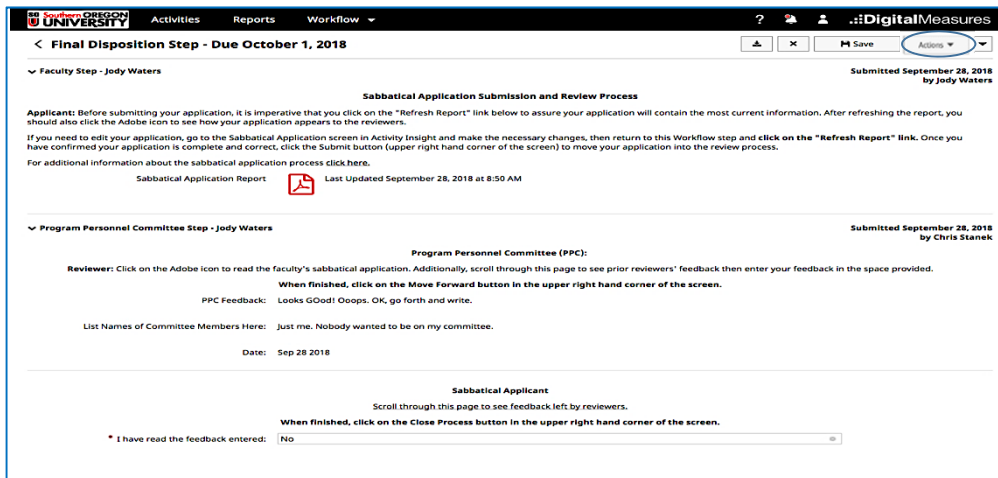 SO Southern OREGON
U UNIVERSITY Activities Reports Workflow ? .:iDigitalMeasures
< Final Disposition Step - Due October 1, 2018 × Save Actions
Faculty Step - Jody Waters Submitted September 28, 2018
by Jody Waters
Sabbatical Application Submission and Review Process
Applicant: Before submitting your application, it is imperative that you click on the "Refresh Report" link below to assure your application will contain the most current information. After refreshing the report, you
should also click the Adobe icon to see how your application appears to the reviewers.
If you need to edit your application, go to the Sabbatical Application screen in Activity Insight and make the necessary changes, then return to this Workflow step and click on the "Refresh Report" link. Once you
have confirmed your application is complete and correct, click the Submit button (upper right hand corner of the screen) to move your application into the review process.
For additional information about the sabbatical application process click here.
Sabbatical Application Report Last Updated September 28, 2018 at 8:50 AM
Program Personnel Committee Step - Jody Waters Submitted September 28, 2018
by Chris Stanek
Program Personnel Committee (PPC):
Reviewer: Click on the Adobe icon to read the faculty's sabbatical application. Additionally, scroll through this page to see prior reviewers' feedback then enter your feedback in the space provided.
When finished, click on the Move Forward button in the upper right hand corner of the screen.
PPC Feedback: Looks GOod! Ooops. OK, go forth and write.
List Names of Committee Members Here: Just me. Nobody wanted to be on my committee.
Date: Sep 28 2018
Sabbatical Applicant
Scroll through this page to see feedback left by reviewers.
When finished, click on the Close Process button in the upper right hand corner of the screen.
* I have read the feedback entered: No